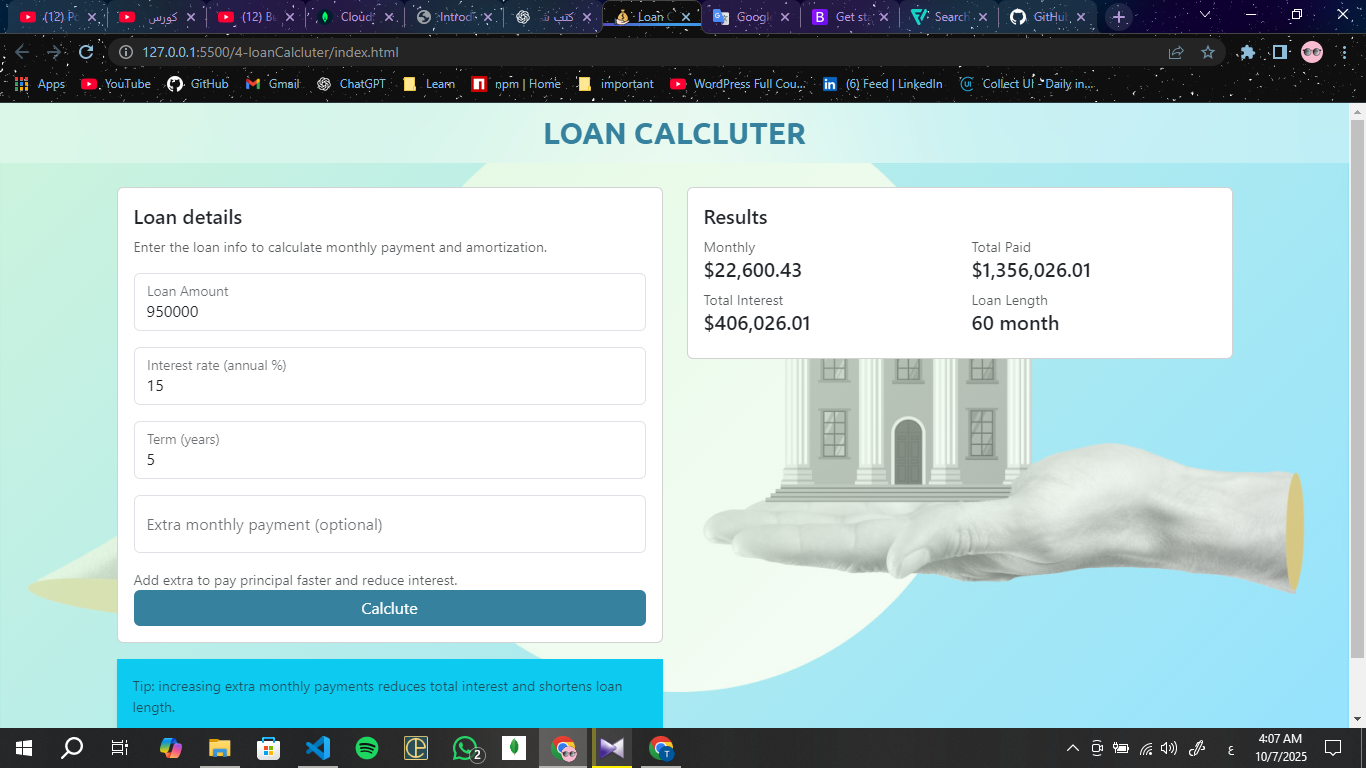 (12) Po
كورس
(12) Bu
Cloud
Introd
كتب ث
Loan C
Googl
Get sta
Search
GitHu
127.0.0.1:5500/4-loanCalcluter/index.html
Apps YouTube GitHub Gmail ChatGPT Learn npm | Home important WordPress Full Cou... (6) Feed | LinkedIn Collect UI - Daily in...
LOAN CALCLUTER
Loan details
Enter the loan info to calculate monthly payment and amortization.
Loan Amount
950000
Interest rate (annual %)
15
Term (years)
5
Extra monthly payment (optional)
Add extra to pay principal faster and reduce interest.
Calclute
Tip: increasing extra monthly payments reduces total interest and shortens loan
length.
Results
Monthly Total Paid
$22,600.43 $1,356,026.01
Total Interest Loan Length
$406,026.01 60 month
2
ع
4:07 AM
10/7/2025